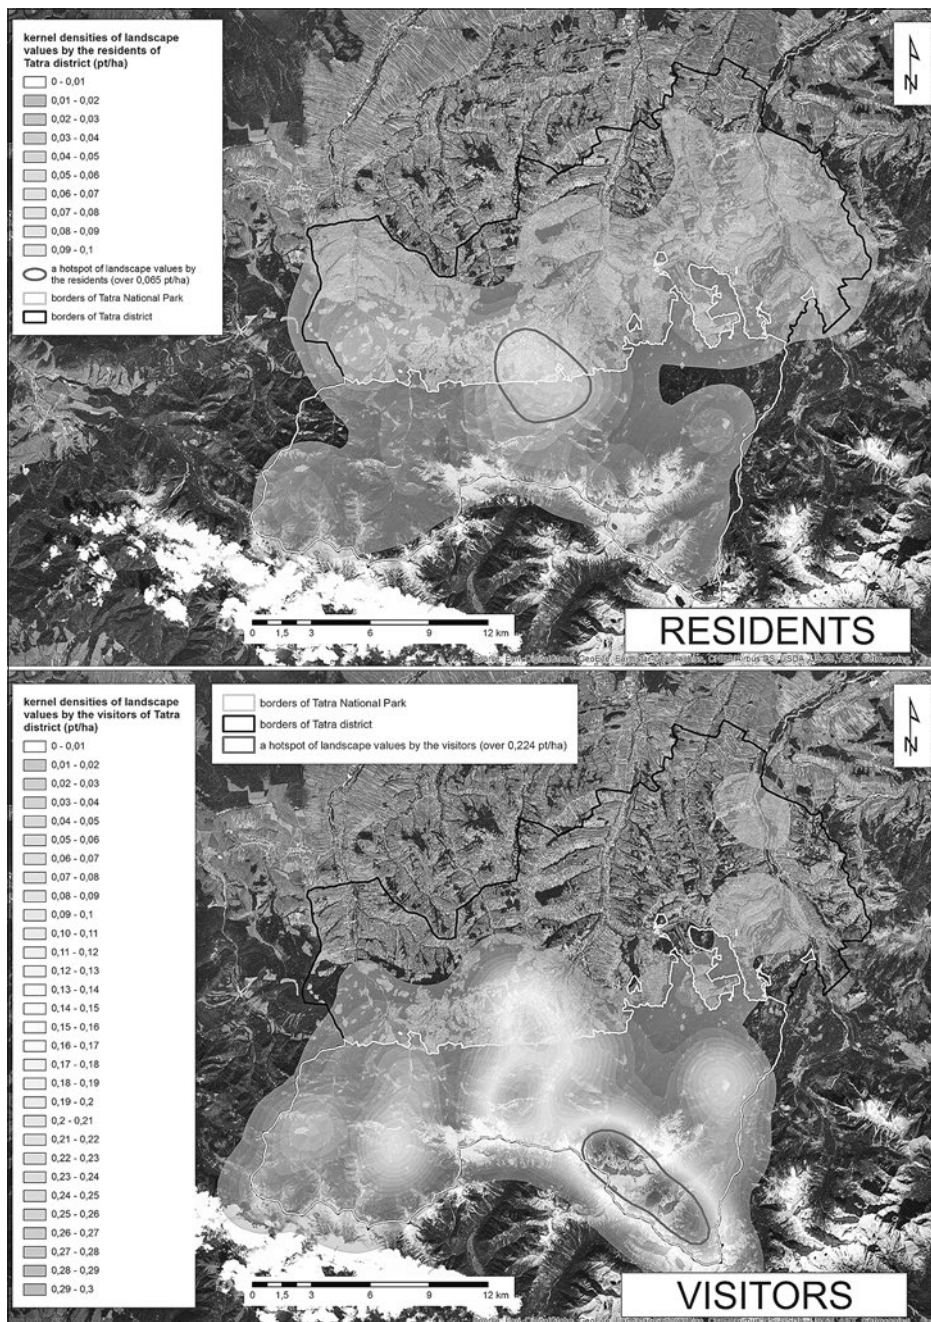 kernel densities of landscape
values by the residents of
Tatra district (pt/ha)
0 - 0,01
0,01 - 0,02
0,02 - 0,03
0,03 - 0,04
0,04 - 0,05
0,05 - 0,06
0,06 - 0,07
0,07 - 0,08
0,08 - 0,09
0,09 - 0,1
a hotspot of landscape values by
the residents (over 0,065 pt/ha)
borders of Tatra National Park
borders of Tatra district
N
0 1,5 3 6 9 12 km
RESIDENTS
kernel densities of landscape
values by the visitors of Tatra
district (pt/ha)
0 - 0,01
0,01 - 0,02
0,02 - 0,03
0,03 - 0,04
0,04 - 0,05
0,05 - 0,06
0,06 - 0,07
0,07 - 0,08
0,08 - 0,09
0,09 - 0,1
0,10 - 0,11
0,11 - 0,12
0,12 - 0,13
0,13 - 0,14
0,14 - 0,15
0,15 - 0,16
0,16 - 0,17
0,17 - 0,18
0,18 - 0,19
0,19 - 0,2
0,2 - 0,21
0,21 - 0,22
0,22 - 0,23
0,23 - 0,24
0,24 - 0,25
0,25 - 0,26
0,26 - 0,27
0,27 - 0,28
0,28 - 0,29
0,29 - 0,3
borders of Tatra National Park
borders of Tatra district
a hotspot of landscape values by the visitors (over 0,224 pt/ha)
N
0 1,5 3 6 9 12 km
VISITORS